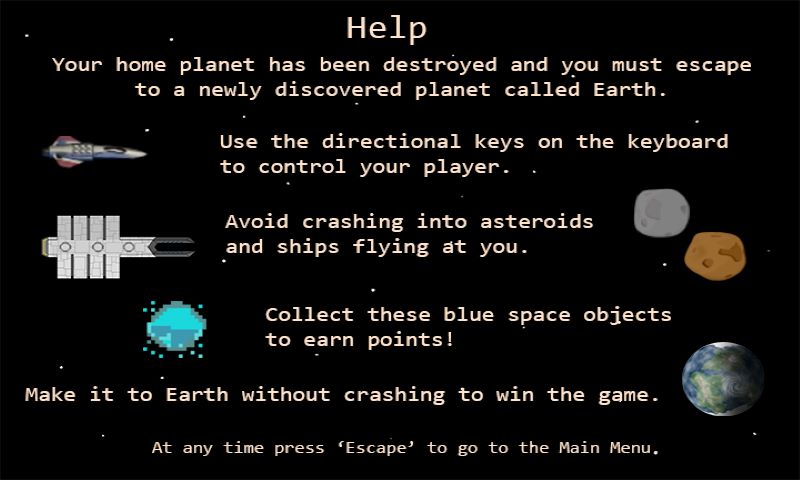 Help
Your home planet has been destroyed and you must escape
to a newly discovered planet called Earth.
Use the directional keys on the keyboard
to control your player.
Avoid crashing into asteroids
and ships flying at you.
Collect these blue space objects
to earn points!
Make it to Earth without crashing to win the game.
At any time press ‘Escape’ to go to the Main Menu.